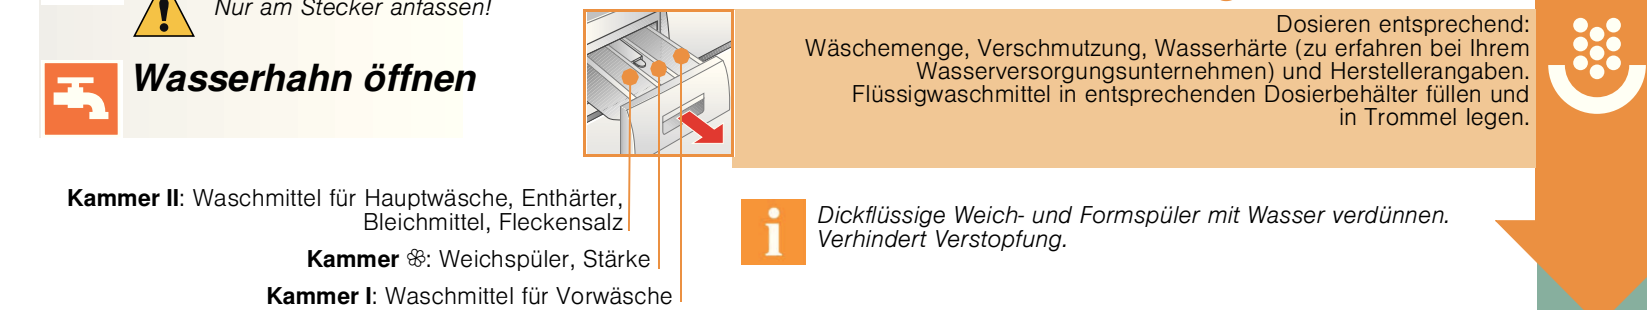 Nur am Stecker anfassen!
Wasserhahn öffnen
Kammer II: Waschmittel für Hauptwäsche, Enthärter,
Bleichmittel, Fleckensalz
Kammer ֍: Weichspüler, Stärke
Kammer I: Waschmittel für Vorwäsche
Dosieren entsprechend:
Wäschemenge, Verschmutzung, Wasserhärte (zu erfahren bei Ihrem
Wasserversorgungsunternehmen) und Herstellerangaben.
Flüssigwaschmittel in entsprechenden Dosierbehälter füllen und
in Trommel legen.
i
Dickflüssige Weich- und Formspüler mit Wasser verdünnen.
Verhindert Verstopfung.